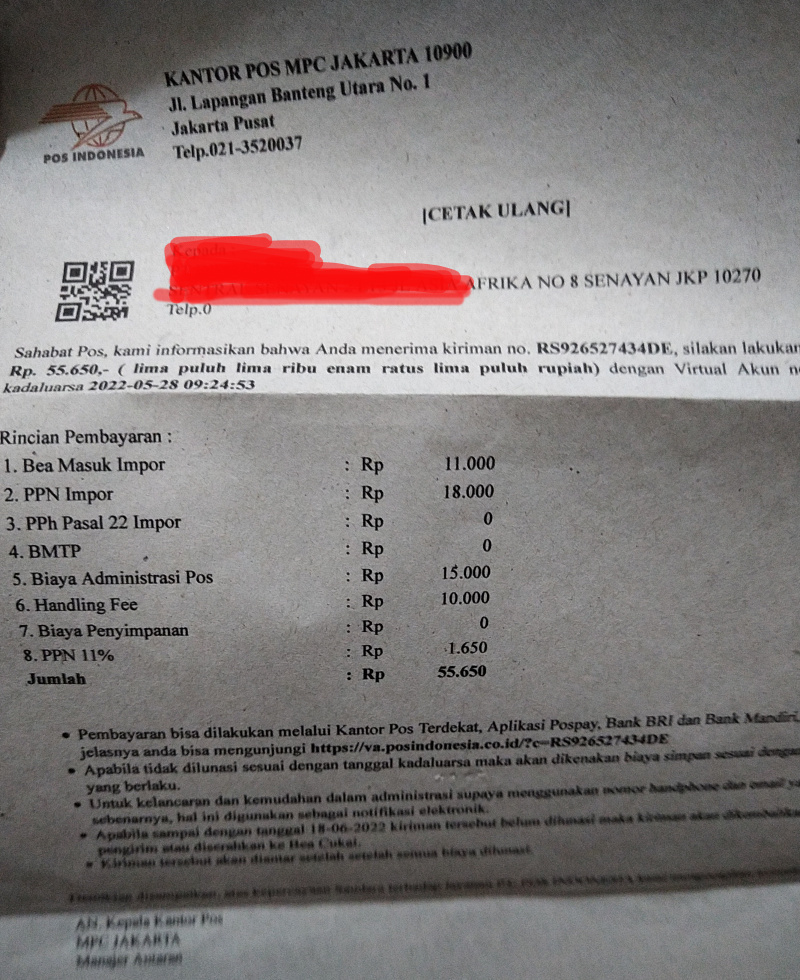 KANTOR POS MPC JAKARTA 10900
Jl. Lapangan Banteng Utara No. 1
Jakarta Pusat
Telp.021-3520037
POS INDONESIA
[CETAK ULANG]
Kepada :
AFRIKA NO 8 SENAYAN JKP 10270
Telp.0
Sahabat Pos, kami informasikan bahwa Anda menerima kiriman no. RS926527434DE, silakan lakukan
Rp. 55.650,- ( lima puluh lima ribu enam ratus lima puluh rupiah) dengan Virtual Akun
kadaluarsa 2022-05-28 09:24:53
Rincian Pembayaran :
1. Bea Masuk Impor : Rp 11.000
2. PPN Impor : Rp 18.000
3. PPh Pasal 22 Impor : Rp 0
4. BMTP : Rp 0
5. Biaya Administrasi Pos : Rp 15.000
6. Handling Fee : Rp 10.000
7. Biaya Penyimpanan : Rp 0
8. PPN 11% : Rp 1.650
Jumlah : Rp 55.650
• Pembayaran bisa dilakukan melalui Kantor Pos Terdekat, Aplikasi Pospay, Bank BRI dan Bank Mandiri,
jelasnya anda bisa mengunjungi https://va.posindonesia.co.id/?c=RS926527434DE
• Apabila tidak dilunasi sesuai dengan tanggal kadaluarsa maka akan dikenakan biaya simpan sesuai dengan
yang berlaku.
• Untuk kelancaran dan kemudahan dalam administrasi supaya menggunakan nomor handphone dan email
sebenarnya, hal ini digunakan sebagai notifikasi elektronik.
• Apabila sampai dengan tanggal 18-06-2022 kiriman tersebut belum dilunasi maka kiriman akan
pengirim atau diserahkan ke Bea Cukai.
• Kiriman tersebut akan diantar setelah setelah semua biaya dilunasi.
AN. Kepala Kantor Pos
MPC JAKARTA
Manajer Antaran